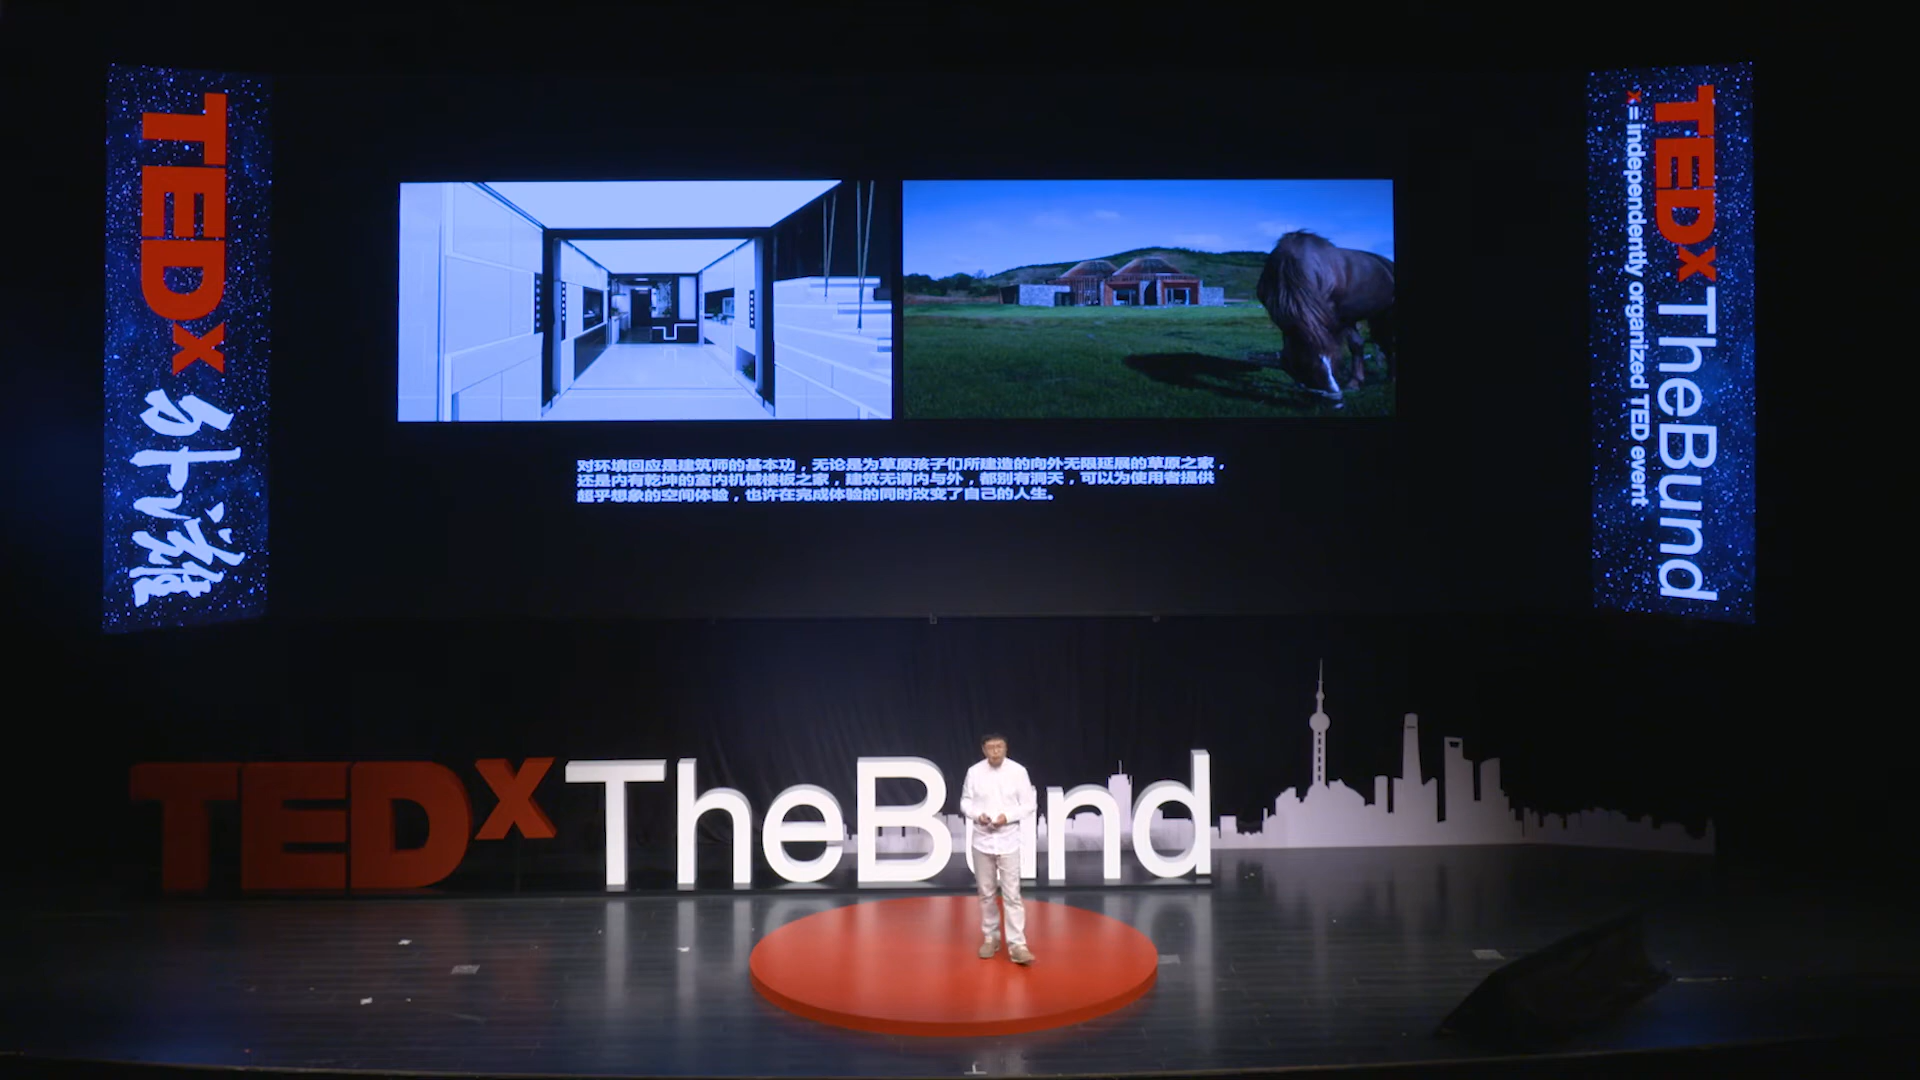 TEDx 外滩
TEDxTheBund
x = independently organized TED event
对环境回应是建筑师的基本功，无论是为草原孩子们所建造的向外无限延展的草原之家，
还是内有乾坤的室内机械楼板之家，建筑无谓内与外，都别有洞天，可以为使用者提供
超乎想象的空间体验，也许在完成体验的同时改变了自己的人生。
TEDxTheBund